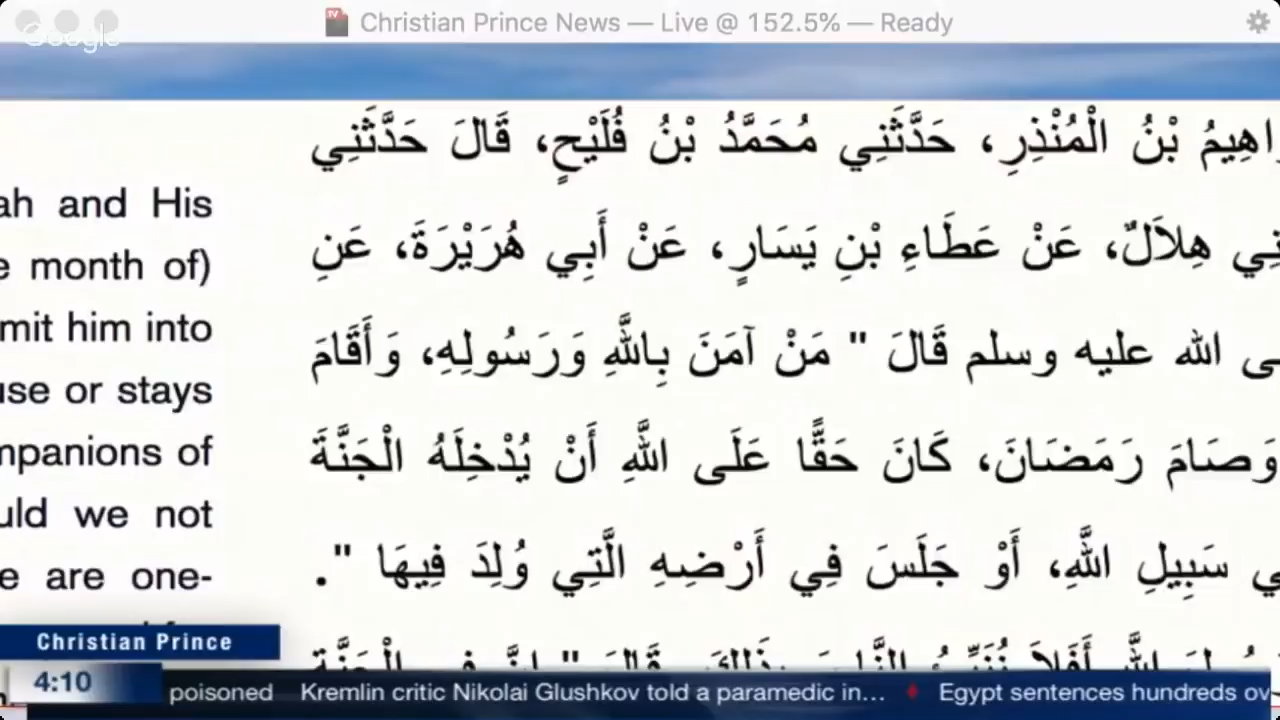 Christian Prince News — Live @ 152.5% — Ready
Google
اهِيمُ بْنُ الْمُنْذِرِ، حَدَّثَنِي مُحَمَّدُ بْنُ فُلَيْحٍ، قَالَ حَدَّثَنِي
نِي هِلاَلٌ، عَنْ عَطَاءِ بْنِ يَسَارٍ، عَنْ أَبِي هُرَيْرَةَ، عَنِ
ى الله عليه وسلم قَالَ " مَنْ آمَنَ بِاللَّهِ وَرَسُولِهِ، وَأَقَامَ
وَصَامَ رَمَضَانَ، كَانَ حَقًّا عَلَى اللَّهِ أَنْ يُدْخِلَهُ الْجَنَّةَ
ي سَبِيلِ اللَّهِ، أَوْ جَلَسَ فِي أَرْضِهِ الَّتِي وُلِدَ فِيهَا ".
ah and His
e month of)
mit him into
use or stays
mpanions of
uld we not
e are one-
Christian Prince
4:10
poisoned Kremlin critic Nikolai Glushkov told a paramedic in... ♦ Egypt sentences hundreds ov